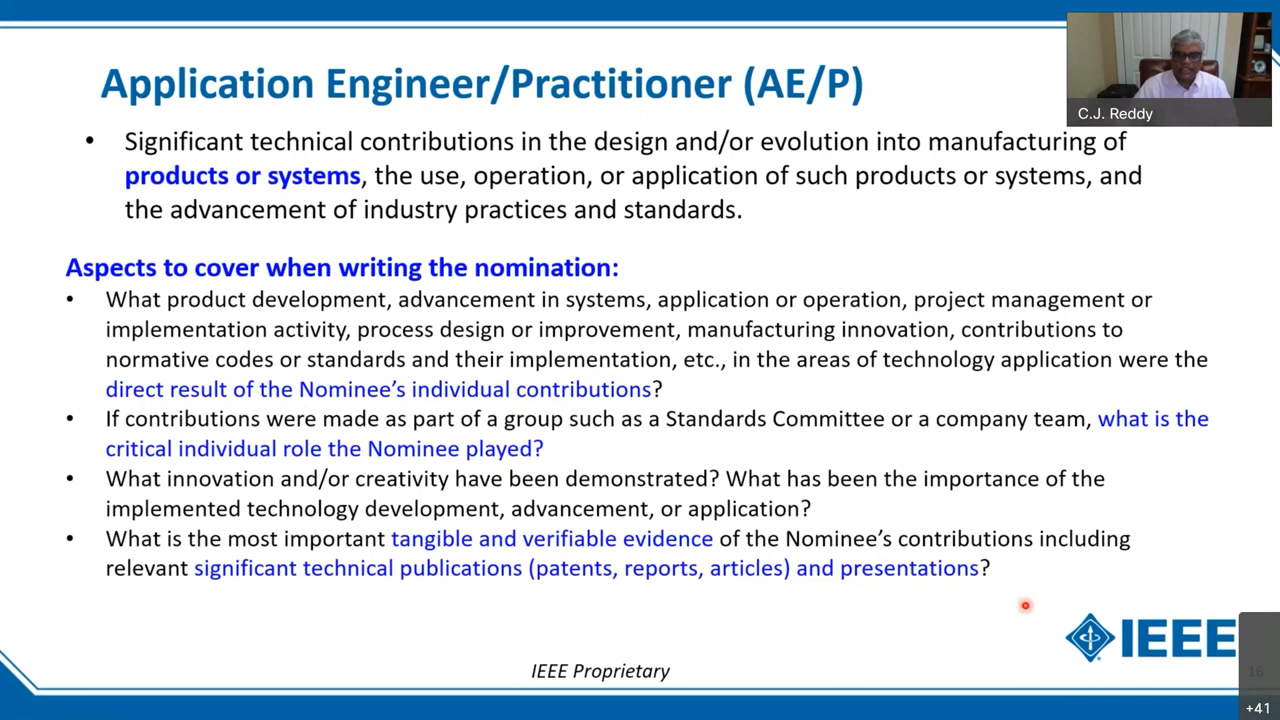 Application Engineer/Practitioner (AE/P)
C.J. Reddy
• Significant technical contributions in the design and/or evolution into manufacturing of
products or systems, the use, operation, or application of such products or systems, and
the advancement of industry practices and standards.
Aspects to cover when writing the nomination:
• What product development, advancement in systems, application or operation, project management or
implementation activity, process design or improvement, manufacturing innovation, contributions to
normative codes or standards and their implementation, etc., in the areas of technology application were the
direct result of the Nominee’s individual contributions?
• If contributions were made as part of a group such as a Standards Committee or a company team, what is the
critical individual role the Nominee played?
• What innovation and/or creativity have been demonstrated? What has been the importance of the
implemented technology development, advancement, or application?
• What is the most important tangible and verifiable evidence of the Nominee’s contributions including
relevant significant technical publications (patents, reports, articles) and presentations?
IEEE
IEEE Proprietary
16
+41